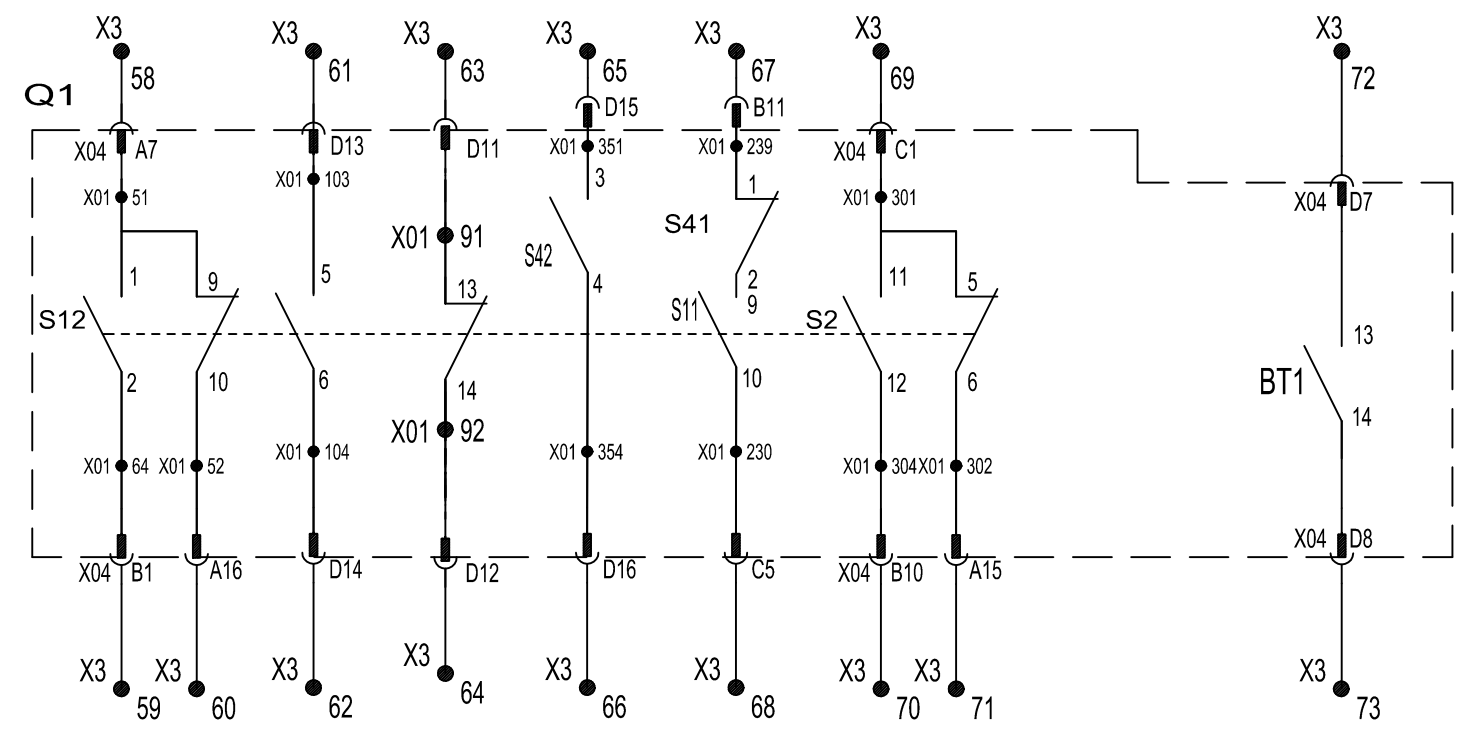 X3 X3 X3 X3 X3 X3 X3
58 61 63 65 67 69 72
Q1
D15 B11
X04 A7 D13 D11 X01 351 X01 239 X04 C1
X01 103 3 1
X01 51 X01 301 X04 D7
S41
X01 91
S42
1 9 5 4 2 11 5
13 S11 9
S12 S2
13
2 10 6 14 10 12 6
BT1
14
X01 92
X01 104 X01 354 X01 230
X01 64 X01 52 X01 304 X01 302
X04 D8
X04 B1 A16 D14 D12 D16 C5 X04 B10 A15
X3 X3 X3 X3 X3 X3 X3 X3 X3
59 60 62 64 66 68 70 71 73